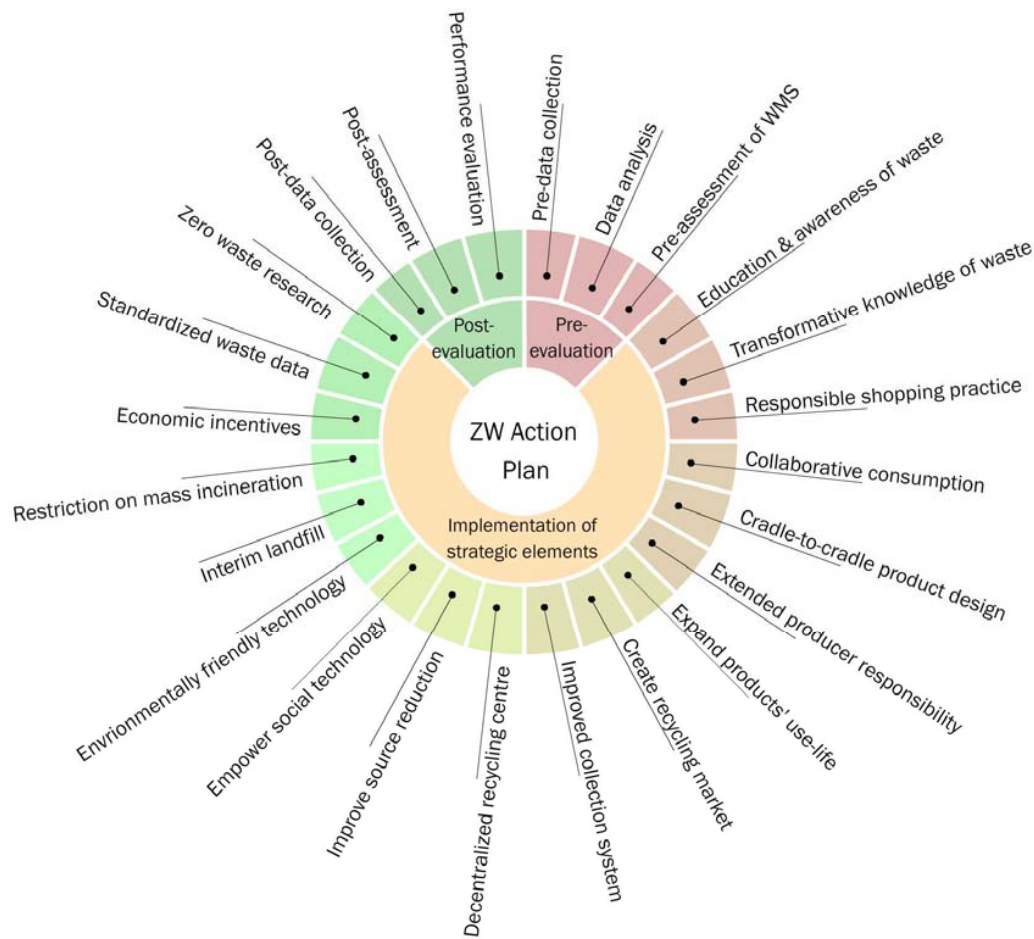 ZW Action
Plan
Pre-
evaluation
Implementation of
strategic elements
Post-
evaluation
Pre-data collection
Data analysis
Pre-assessment of WMS
Education & awareness of waste
Transformative knowledge of waste
Responsible shopping practice
Collaborative consumption
Cradle-to-cradle product design
Extended producer responsibility
Expand products' use-life
Create recycling market
Improved collection system
Decentralized recycling centre
Improve source reduction
Empower social technology
Envrionmentally friendly technology
Interim landfill
Restriction on mass incineration
Economic incentives
Standardized waste data
Zero waste research
Post-data collection
Post-assessment
Performance evaluation